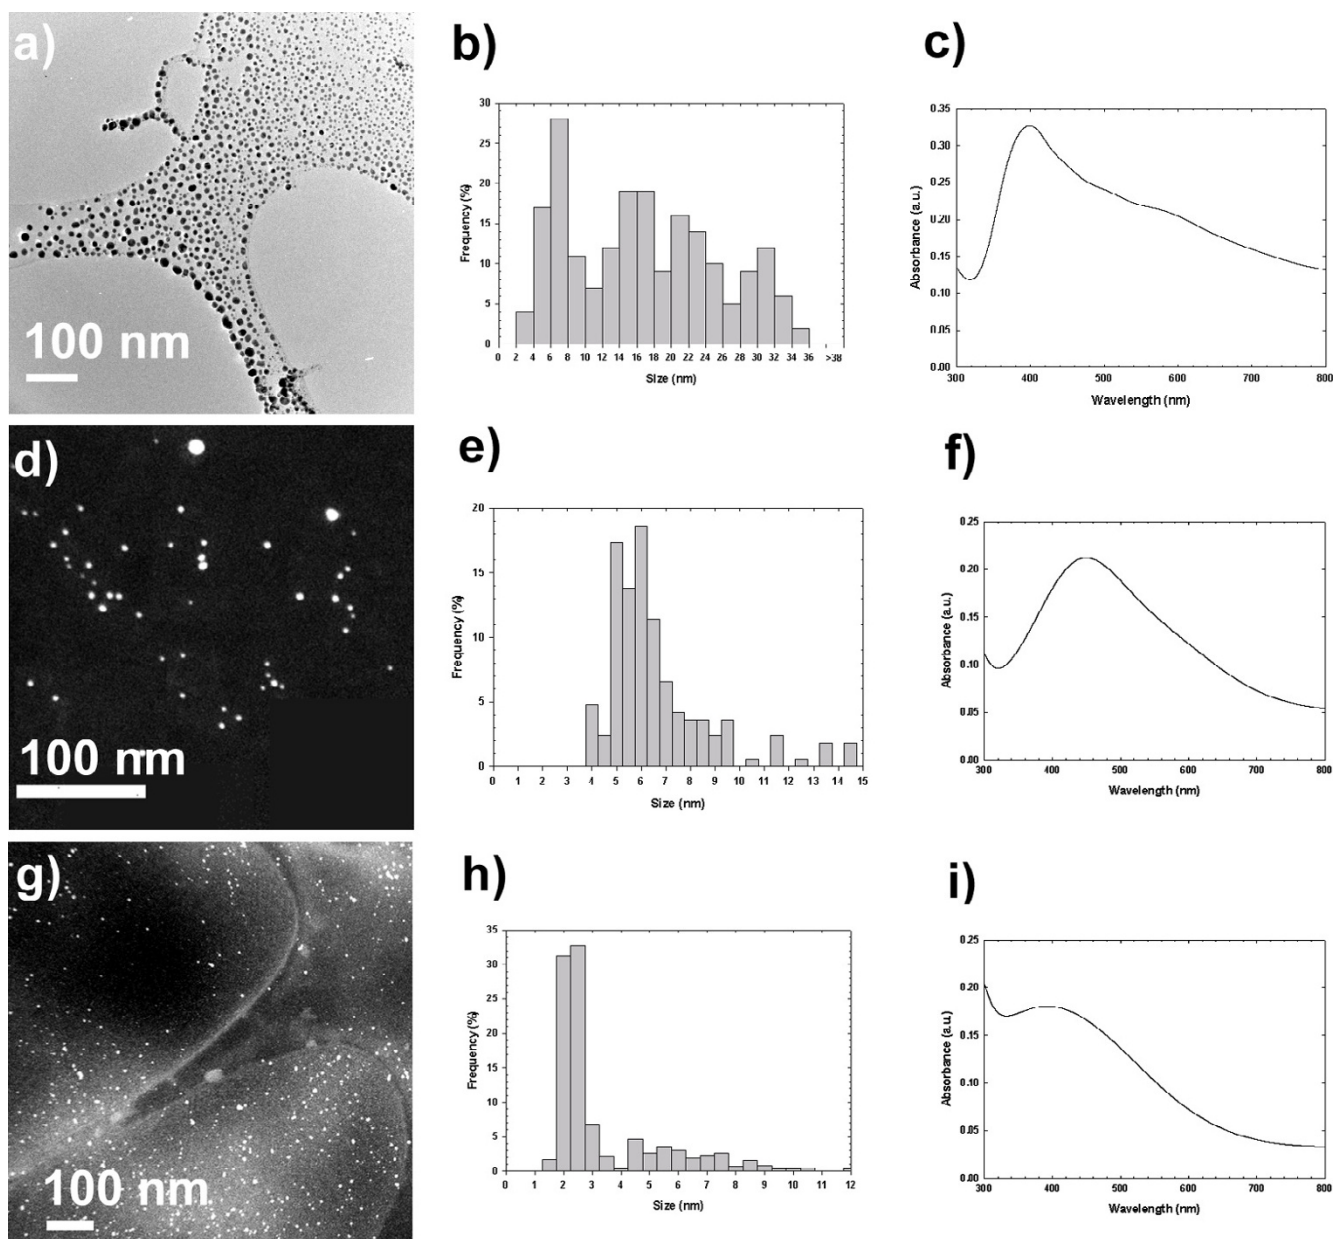 a)
100 nm
b)
30
25
20
15
10
5
0
Frequency (%)
0 2 4 6 8 10 12 14 16 18 20 22 24 26 28 30 32 34 36 >38
Size (nm)
c)
0.35
0.30
0.25
0.20
0.15
0.10
0.00
Absorbance (a.u.)
300 400 500 600 700 800
Wavelength (nm)
d)
100 nm
e)
20
15
10
5
0
Frequency (%)
0 1 2 3 4 5 6 7 8 9 10 11 12 13 14 15
Size (nm)
f)
0.25
0.20
0.15
0.10
0.05
0.00
Absorbance (a.u.)
300 400 500 600 700 800
Wavelength (nm)
g)
100 nm
h)
35
30
25
20
15
10
5
0
Frequency (%)
0 1 2 3 4 5 6 7 8 9 10 11 12
Size (nm)
i)
0.25
0.20
0.15
0.10
0.05
0.00
Absorbance (a.u.)
300 400 500 600 700 800
Wavelength (nm)